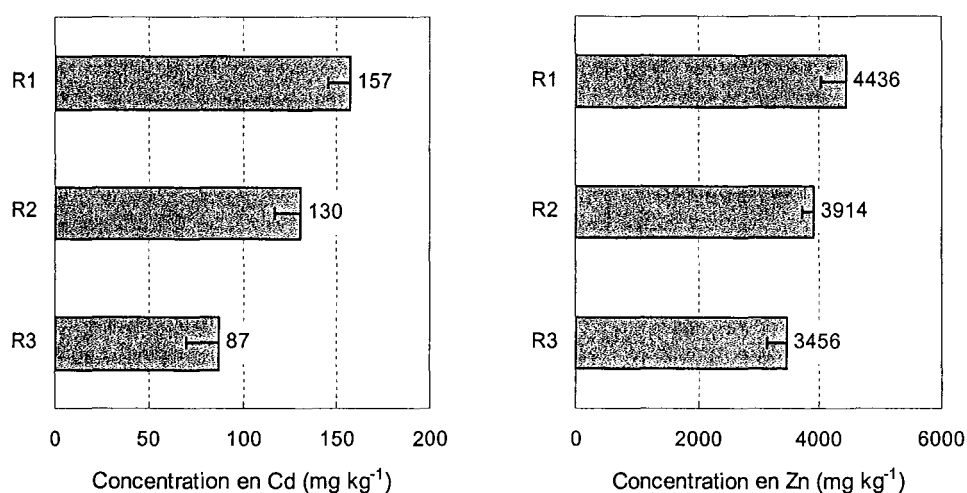 R1
157
R2
130
R3
87
0 50 100 150 200
Concentration en Cd (mg kg⁻¹)
R1
4436
R2
3914
R3
3456
0 2000 4000 6000
Concentration en Zn (mg kg⁻¹)